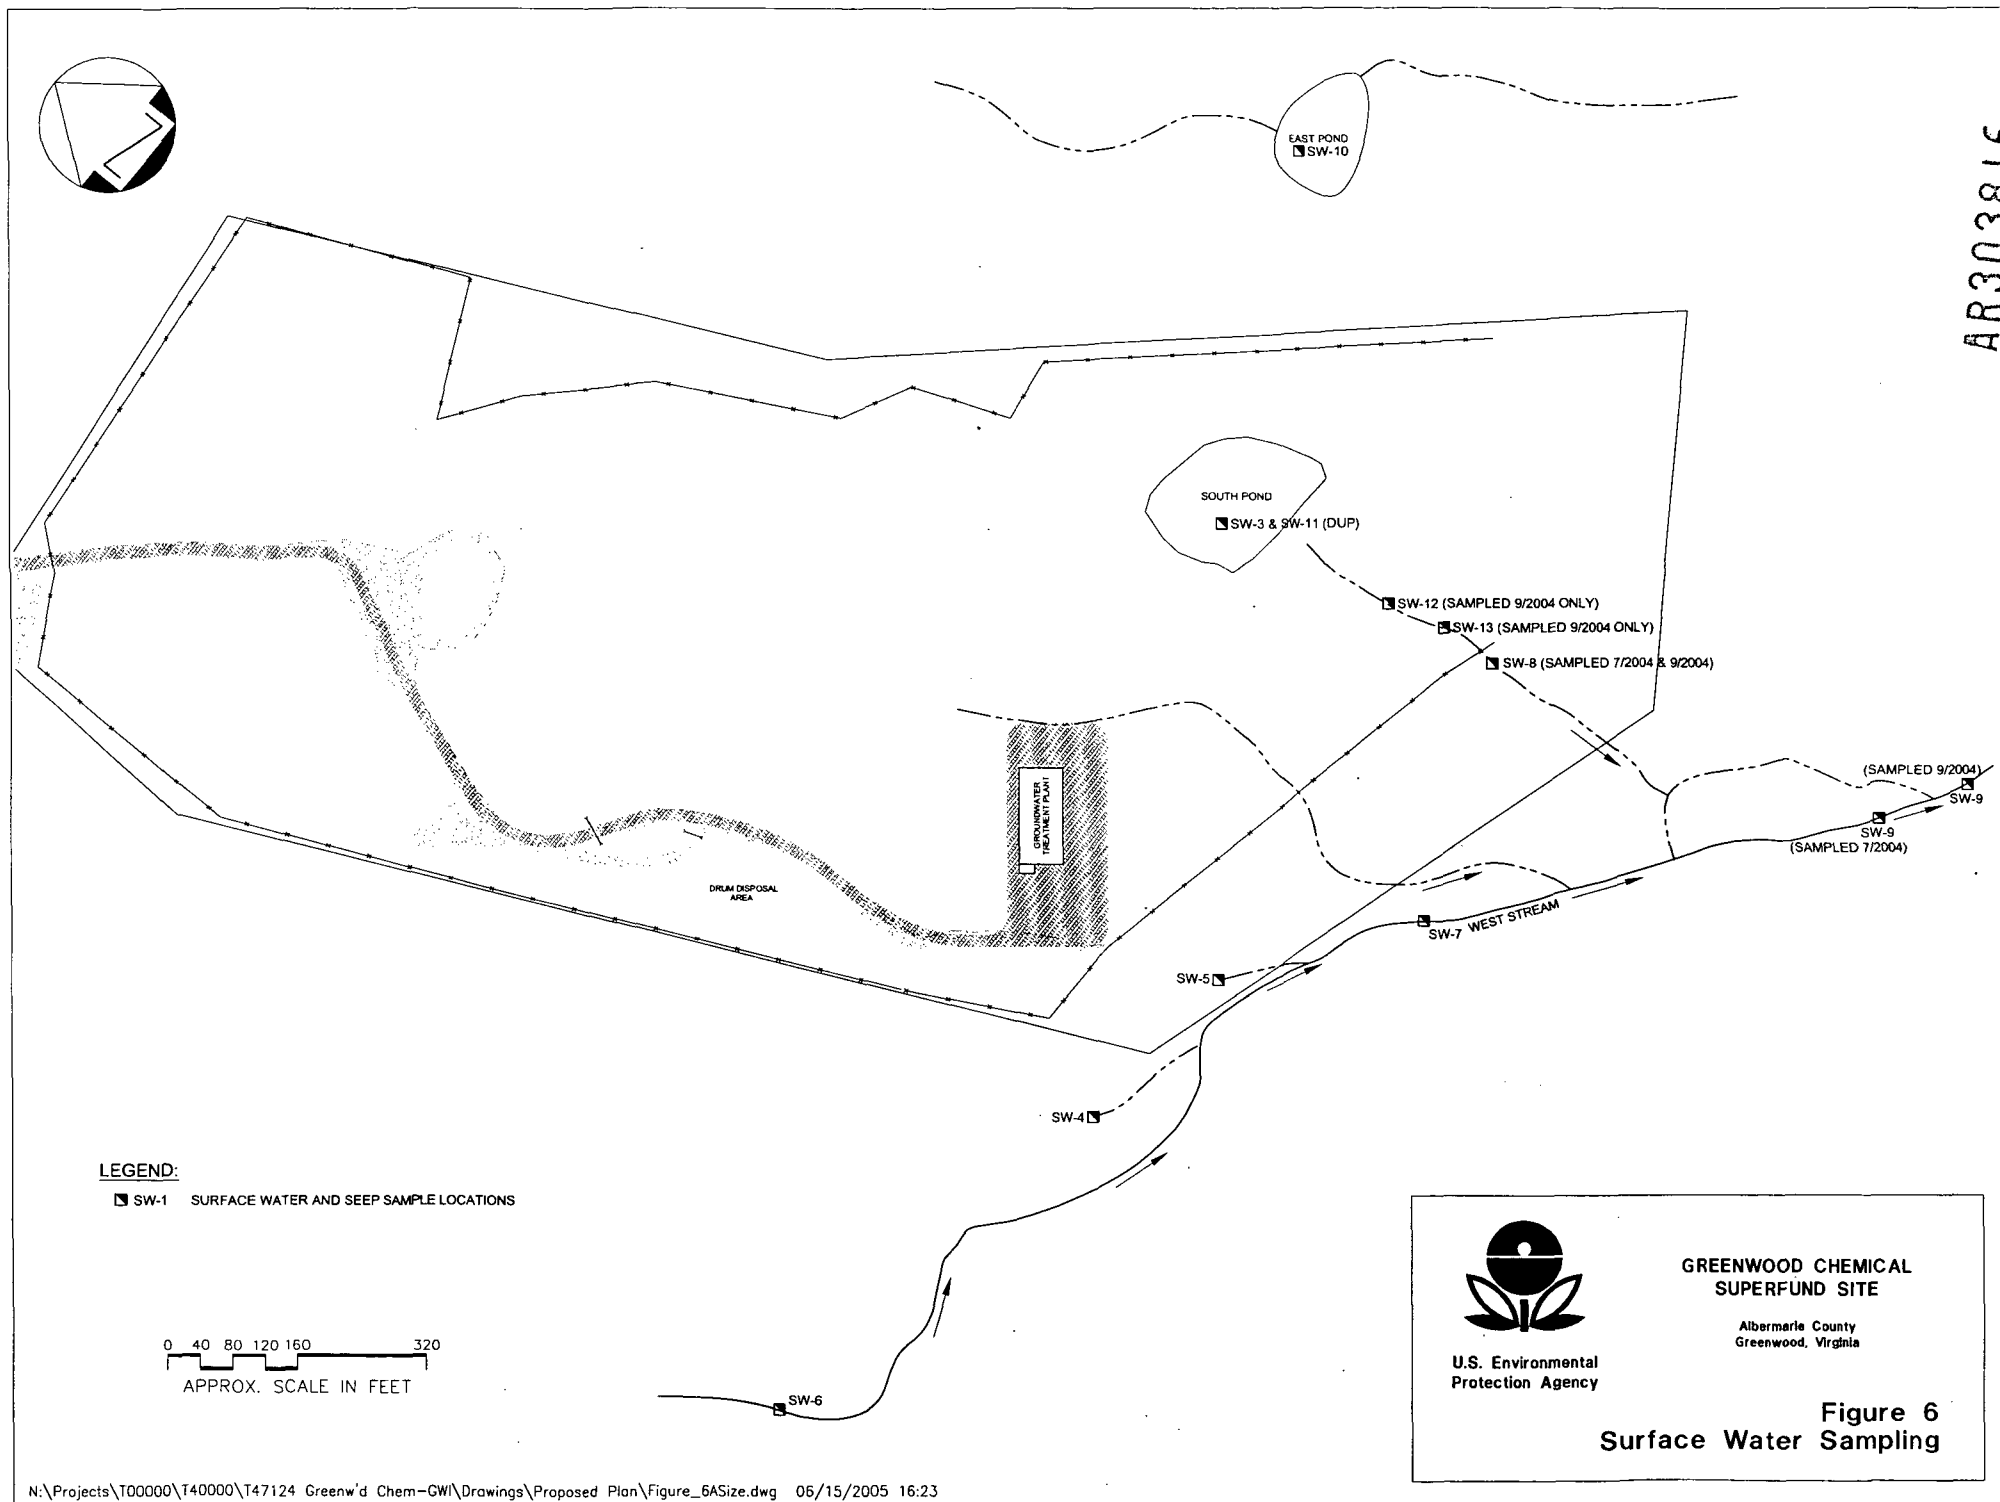 EAST POND
SW-10
AR303816
SOUTH POND
SW-3 & SW-11 (DUP)
SW-12 (SAMPLED 9/2004 ONLY)
SW-13 (SAMPLED 9/2004 ONLY)
SW-8 (SAMPLED 7/2004 & 9/2004)
(SAMPLED 9/2004)
SW-9
SW-9
(SAMPLED 7/2004)
GROUNDWATER
TREATMENT PLANT
DRUM DISPOSAL
AREA
SW-7 WEST STREAM
SW-5
SW-4
LEGEND:
SW-1 SURFACE WATER AND SEEP SAMPLE LOCATIONS
0 40 80 120 160 320
APPROX. SCALE IN FEET
SW-6
U.S. Environmental
Protection Agency
GREENWOOD CHEMICAL
SUPERFUND SITE
Albermarle County
Greenwood, Virginia
Figure 6
Surface Water Sampling
N:\Projects\T00000\T40000\T47124 Greenw'd Chem-GWI\Drawings\Proposed Plan\Figure_6ASize.dwg 06/15/2005 16:23